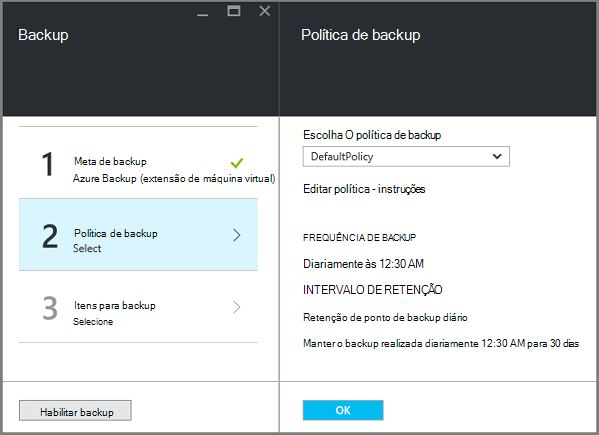 Backup
1
Meta de backup
Azure Backup (extensão de máquina virtual)
2
Política de backup
Select
3
Itens para backup
Selecione
Habilitar backup
Política de backup
Escolha O política de backup
DefaultPolicy
Editar política - instruções
FREQUÊNCIA DE BACKUP
Diariamente às 12:30 AM
INTERVALO DE RETENÇÃO
Retenção de ponto de backup diário
Manter o backup realizada diariamente 12:30 AM para 30 dias
OK